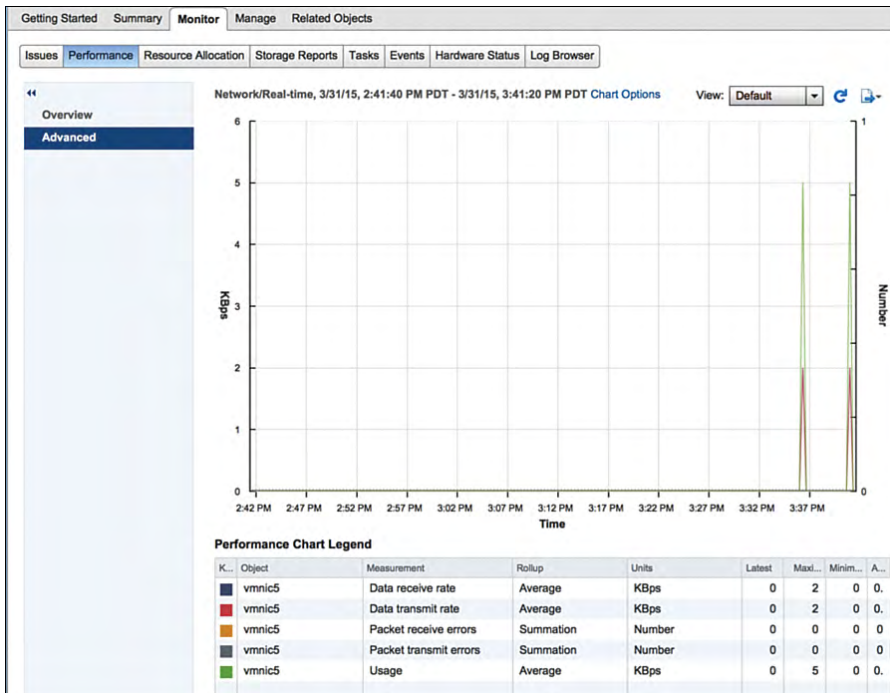 Getting Started Summary Monitor Manage Related Objects
Issues Performance Resource Allocation Storage Reports Tasks Events Hardware Status Log Browser
Overview
Advanced
Network/Real-time, 3/31/15, 2:41:40 PM PDT - 3/31/15, 3:41:20 PM PDT Chart Options View: Default
6 1
5
4
KBps
3
Number
2
1
0 0
2:42 PM 2:47 PM 2:52 PM 2:57 PM 3:02 PM 3:07 PM 3:12 PM 3:17 PM 3:22 PM 3:27 PM 3:32 PM 3:37 PM
Time
Performance Chart Legend
K... Object Measurement Rollup Units Latest Maxi... Minim... A...
vmnic5 Data receive rate Average KBps 0 2 0 0.
vmnic5 Data transmit rate Average KBps 0 2 0 0.
vmnic5 Packet receive errors Summation Number 0 0 0 0
vmnic5 Packet transmit errors Summation Number 0 0 0 0
vmnic5 Usage Average KBps 0 5 0 0.